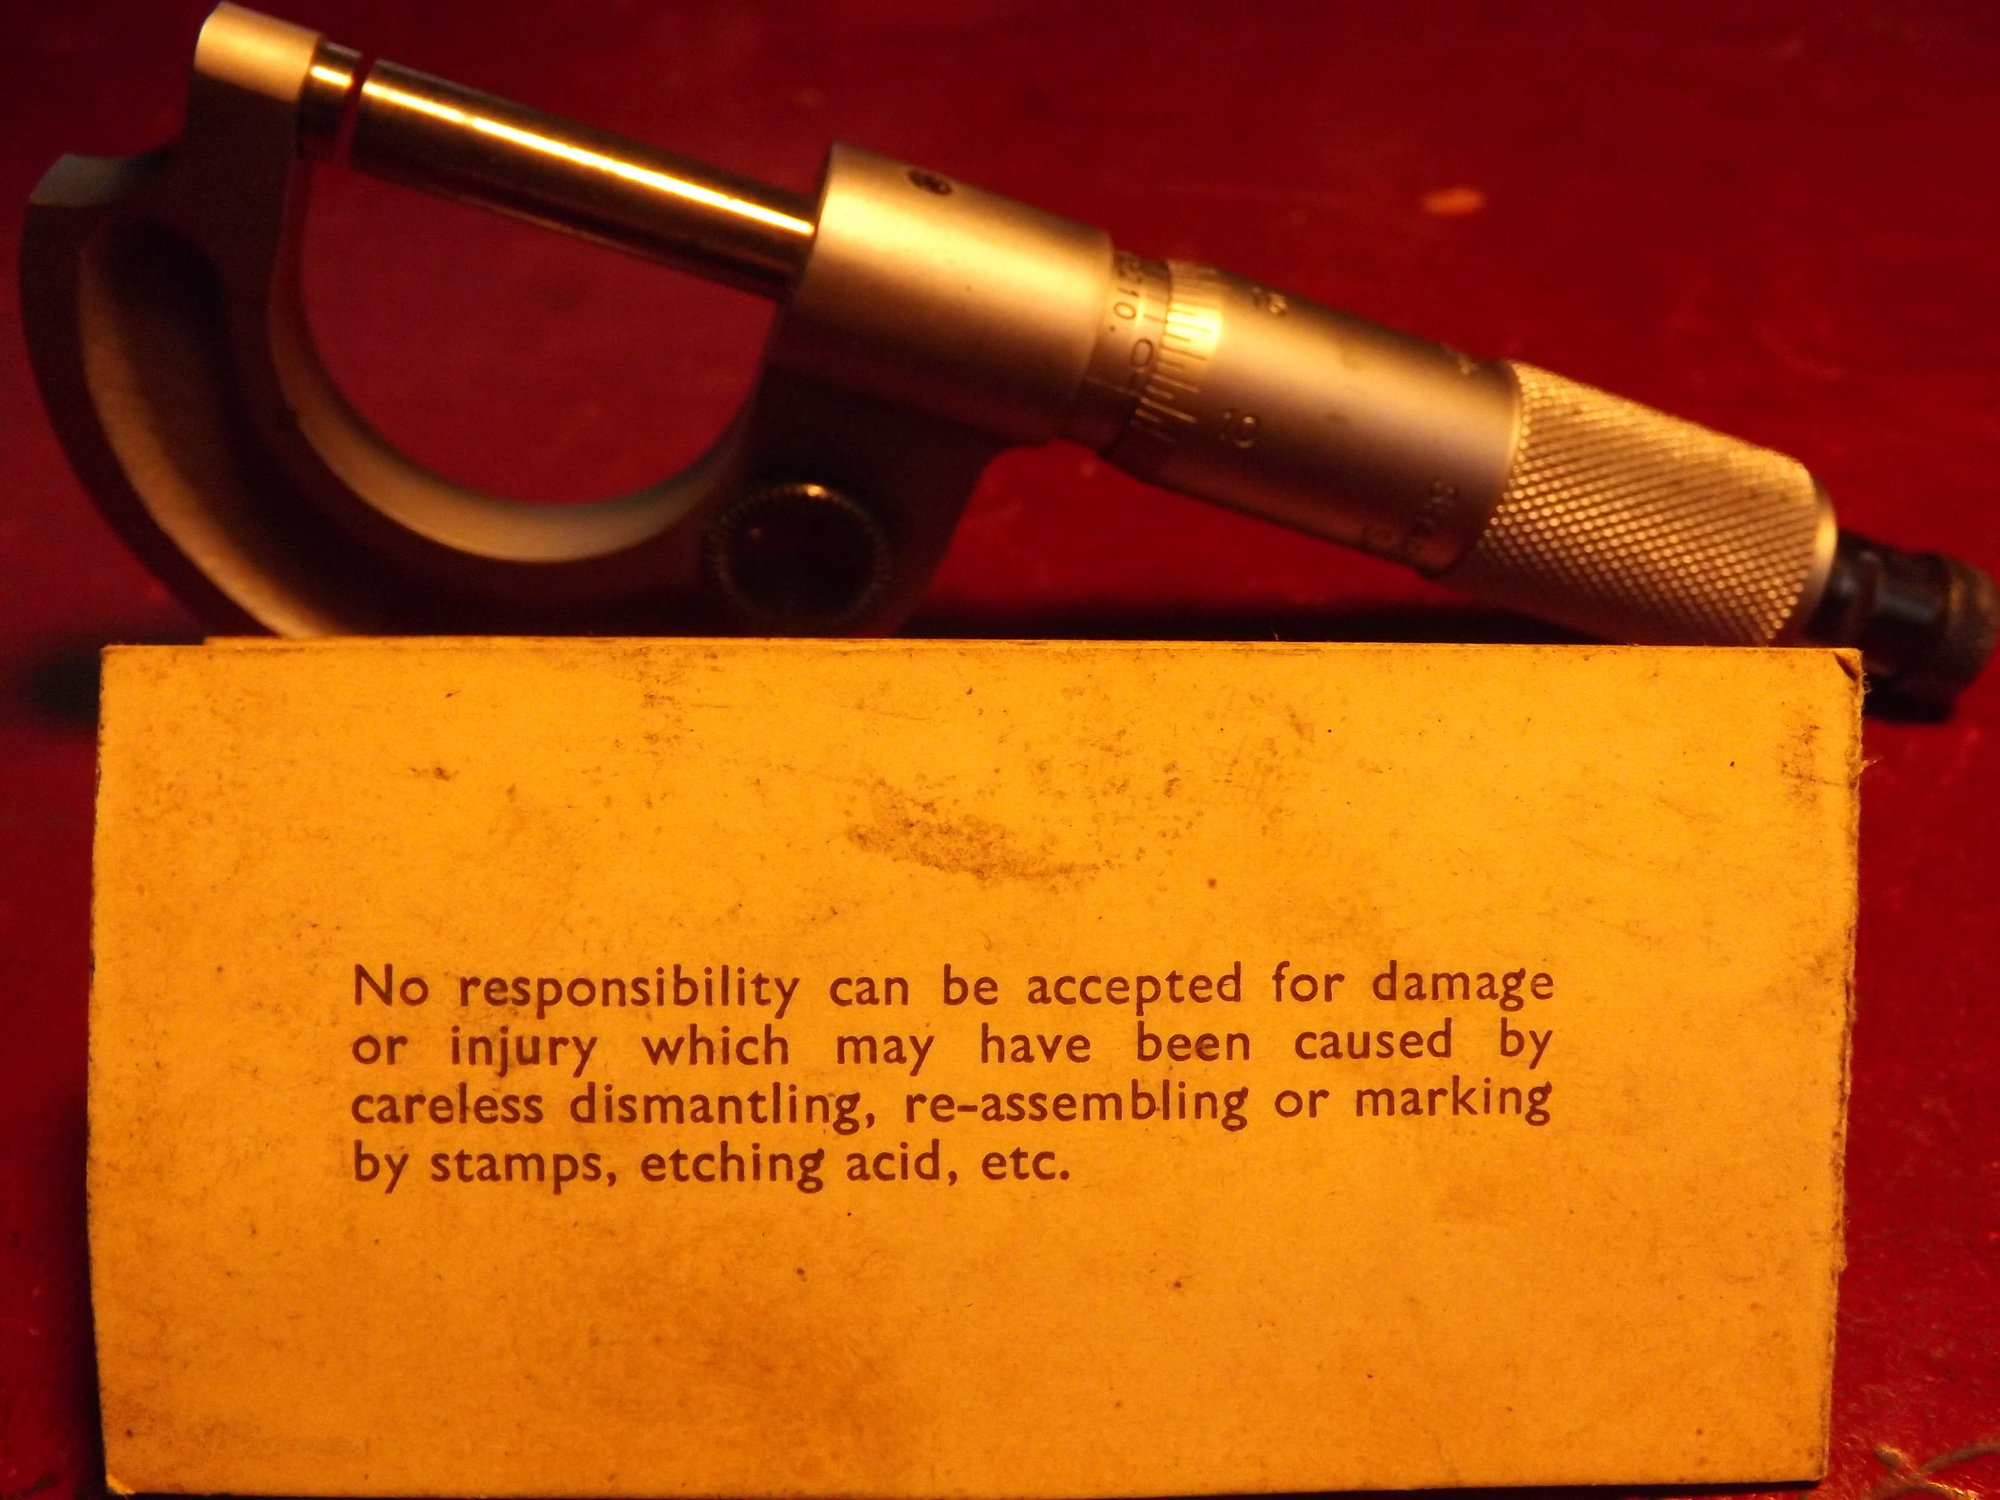 No responsibility can be accepted for damage
or injury which may have been caused by
careless dismantling, re-assembling or marking
by stamps, etching acid, etc.
0